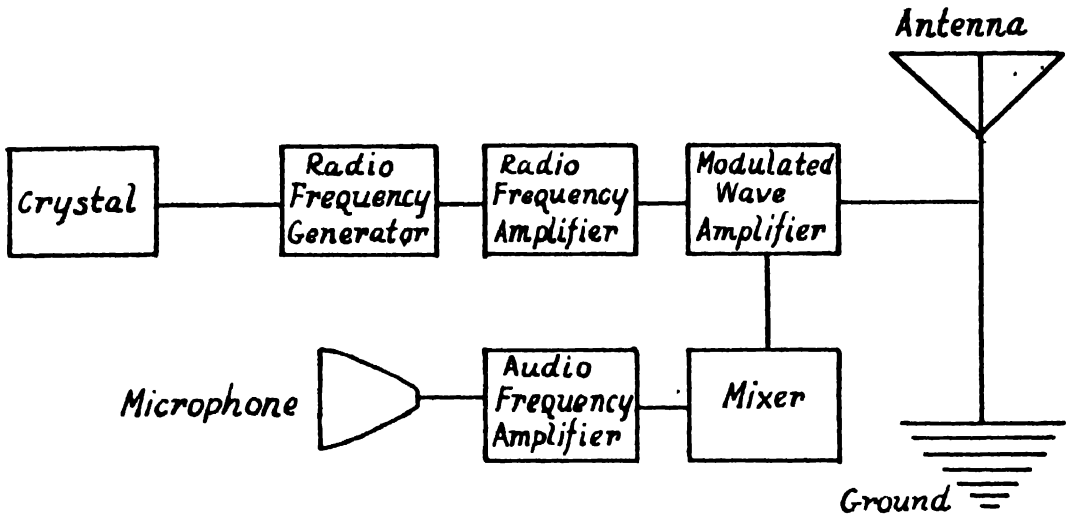 Antenna
Crystal
Radio
Frequency
Generator
Radio
Frequency
Amplifier
Modulated
Wave
Amplifier
Microphone
Audio
Frequency
Amplifier
Mixer
Ground